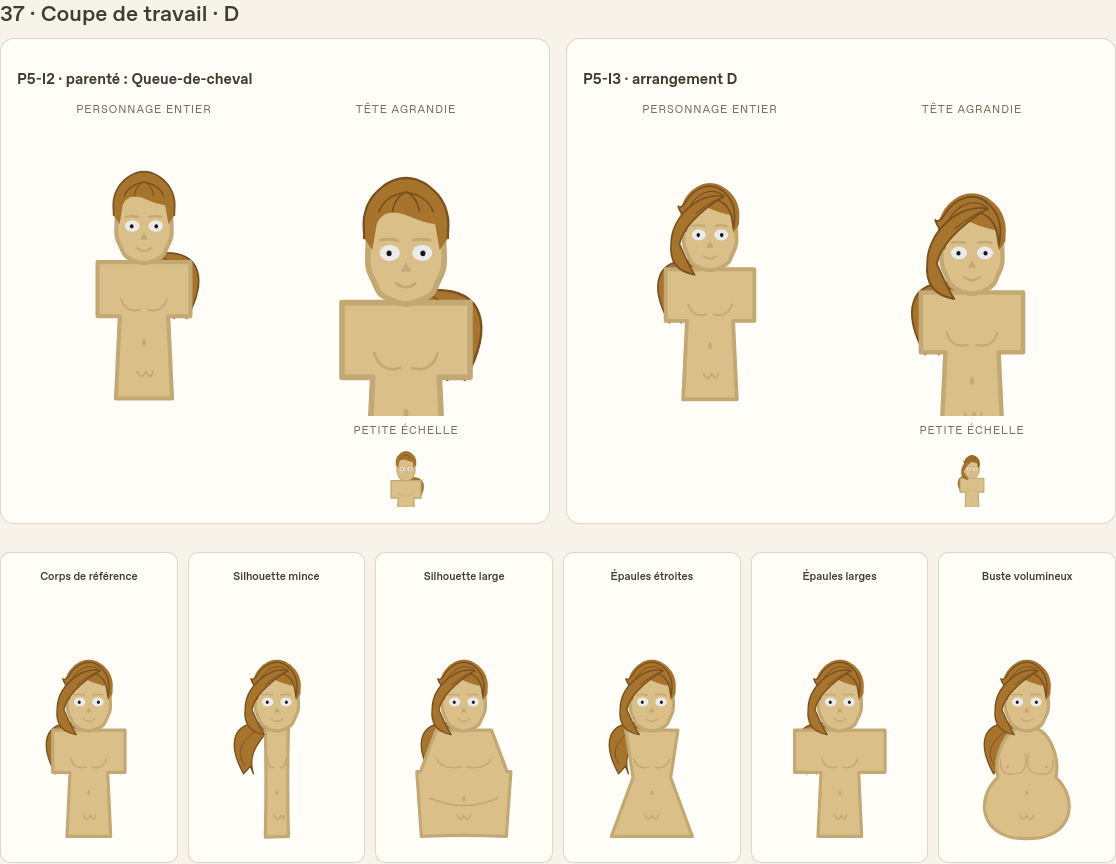 37 · Coupe de travail · D
P5-I2 · parenté : Queue-de-cheval
PERSONNAGE ENTIER
TÊTE AGRANDIE
PETITE ÉCHELLE
P5-I3 · arrangement D
PERSONNAGE ENTIER
TÊTE AGRANDIE
PETITE ÉCHELLE
Corps de référence
Silhouette mince
Silhouette large
Épaules étroites
Épaules larges
Buste volumineux